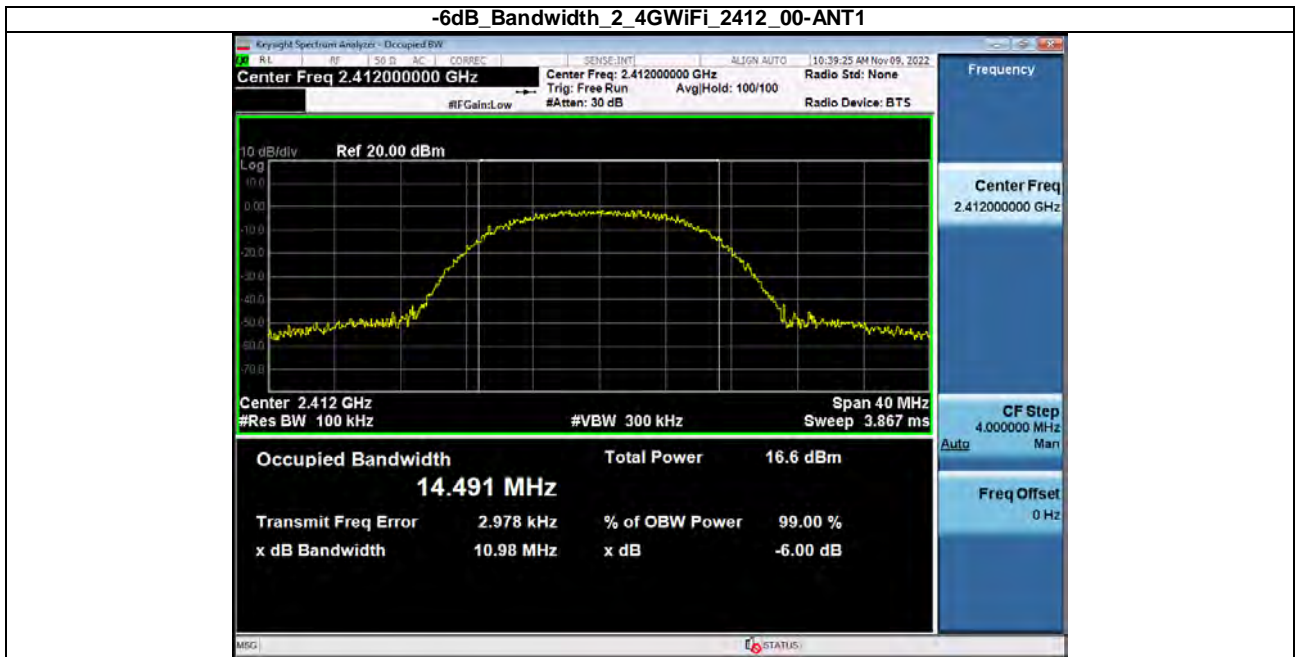 -6dB_Bandwidth_2_4GWiFi_2412_00-ANT1
Keysight Spectrum Analyzer - Occupied BW
RL RF 50 Ω AC CORREC SENSE:INT ALIGN AUTO 10:39:25 AM Nov 09, 2022
Center Freq 2.412000000 GHz
Center Freq: 2.412000000 GHz
Radio Std: None
Trig: Free Run Avg|Hold: 100/100
#IFGain:Low #Atten: 30 dB Radio Device: BTS
Frequency
10 dB/div Ref 20.00 dBm
Log
10.0
0.00
-10.0
-20.0
-30.0
-40.0
-50.0
-60.0
-70.0
Center 2.412 GHz Span 40 MHz
#Res BW 100 kHz #VBW 300 kHz Sweep 3.867 ms
Occupied Bandwidth Total Power 16.6 dBm
14.491 MHz
Transmit Freq Error 2.978 kHz % of OBW Power 99.00 %
x dB Bandwidth 10.98 MHz x dB -6.00 dB
Center Freq
2.412000000 GHz
CF Step
4.000000 MHz
Auto Man
Freq Offset
0 Hz
MSG STATUS